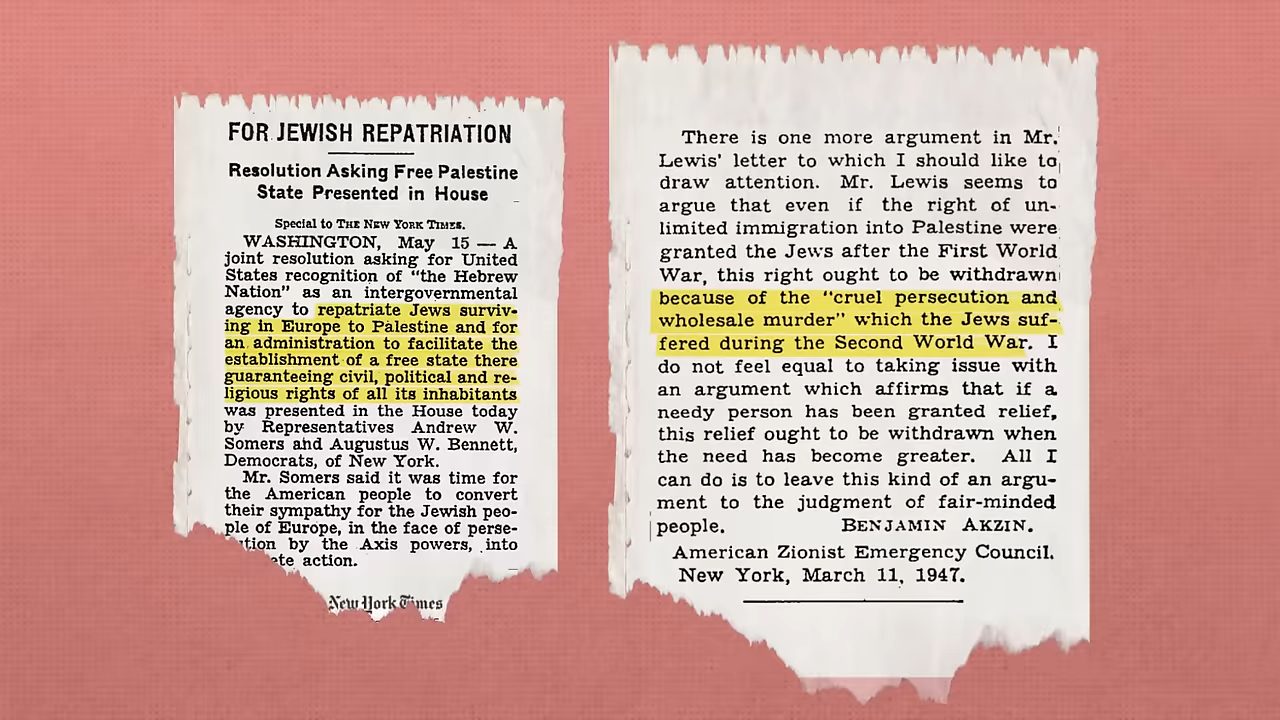 FOR JEWISH REPATRIATION
Resolution Asking Free Palestine
State Presented in House
Special to THE NEW YORK TIMES.
WASHINGTON, May 15 — A
joint resolution asking for United
States recognition of "the Hebrew
Nation" as an intergovernmental
agency to repatriate Jews surviv-
ing in Europe to Palestine and for
an administration to facilitate the
establishment of a free state there
guaranteeing civil, political and re-
ligious rights of all its inhabitants
was presented in the House today
by Representatives Andrew W.
Somers and Augustus W. Bennett,
Democrats, of New York.
Mr. Somers said it was time for
the American people to convert
their sympathy for the Jewish peo-
ple of Europe, in the face of perse-
by the Axis powers, into
action.
New York Times
There is one more argument in Mr.
Lewis' letter to which I should like to
draw attention. Mr. Lewis seems to
argue that even if the right of un-
limited immigration into Palestine were
granted the Jews after the First World
War, this right ought to be withdrawn
because of the "cruel persecution and
wholesale murder" which the Jews suf-
fered during the Second World War. I
do not feel equal to taking issue with
an argument which affirms that if a
needy person has been granted relief,
this relief ought to be withdrawn when
the need has become greater. All I
can do is to leave this kind of an argu-
ment to the judgment of fair-minded
people. BENJAMIN AKZIN.
American Zionist Emergency Council.
New York, March 11, 1947.